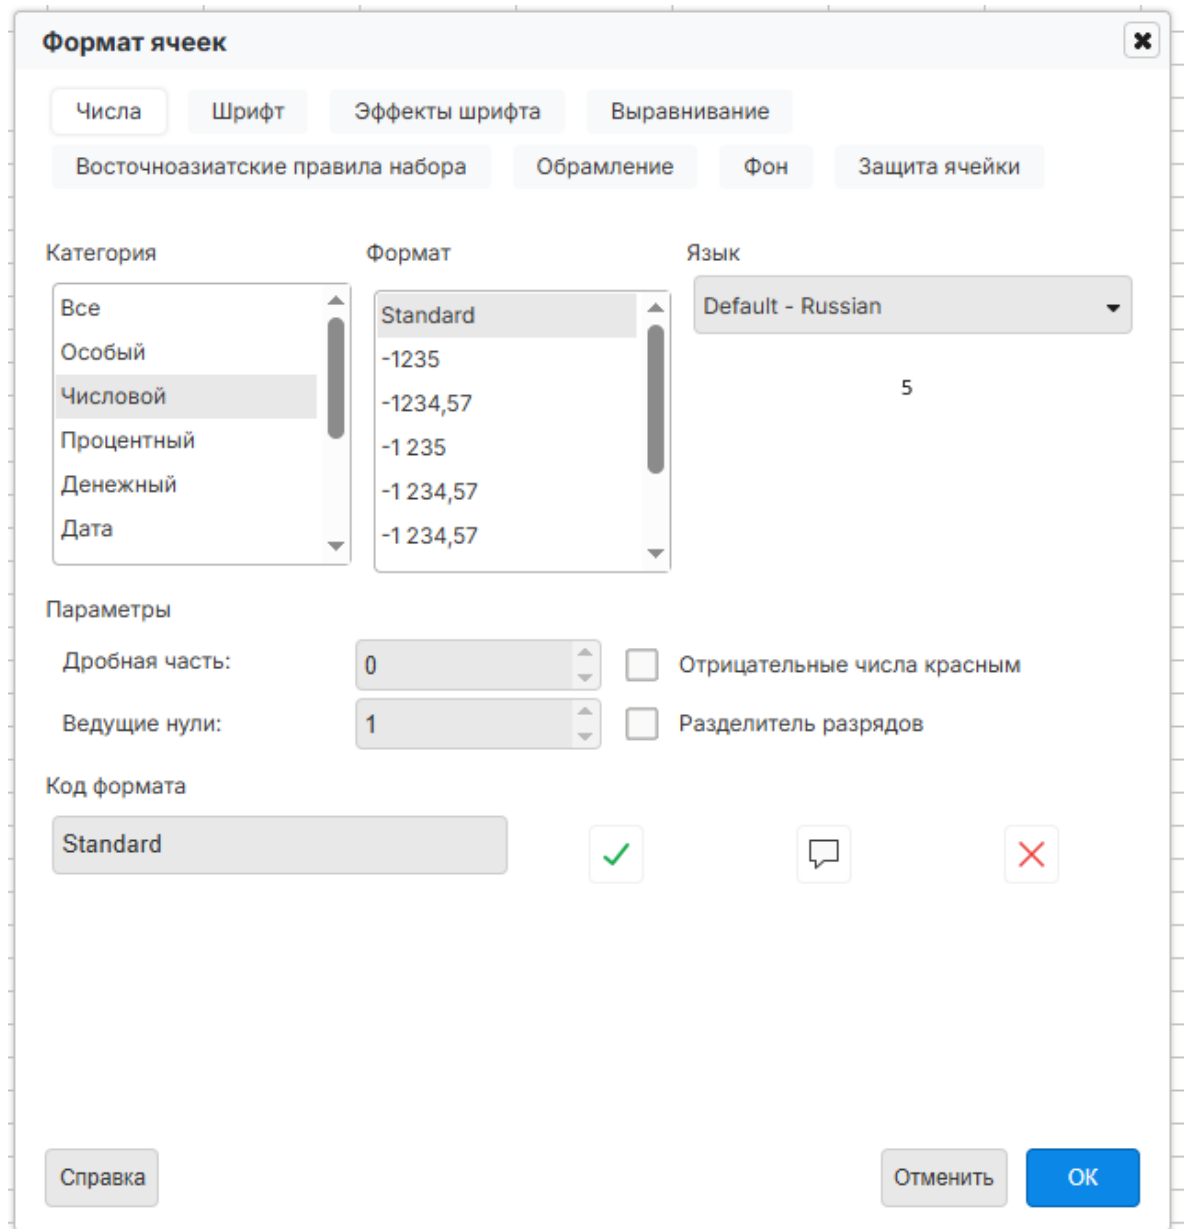 Формат ячеек
Числа Шрифт Эффекты шрифта Выравнивание
Восточноазиатские правила набора Обрамление Фон Защита ячейки
Категория Формат Язык
Все
Особый
Числовой
Процентный
Денежный
Дата
Standard
-1235
-1234,57
-1 235
-1 234,57
-1 234,57
Default - Russian
5
Параметры
Дробная часть: 0 Отрицательные числа красным
Ведущие нули: 1 Разделитель разрядов
Код формата
Standard
Справка Отменить ОК